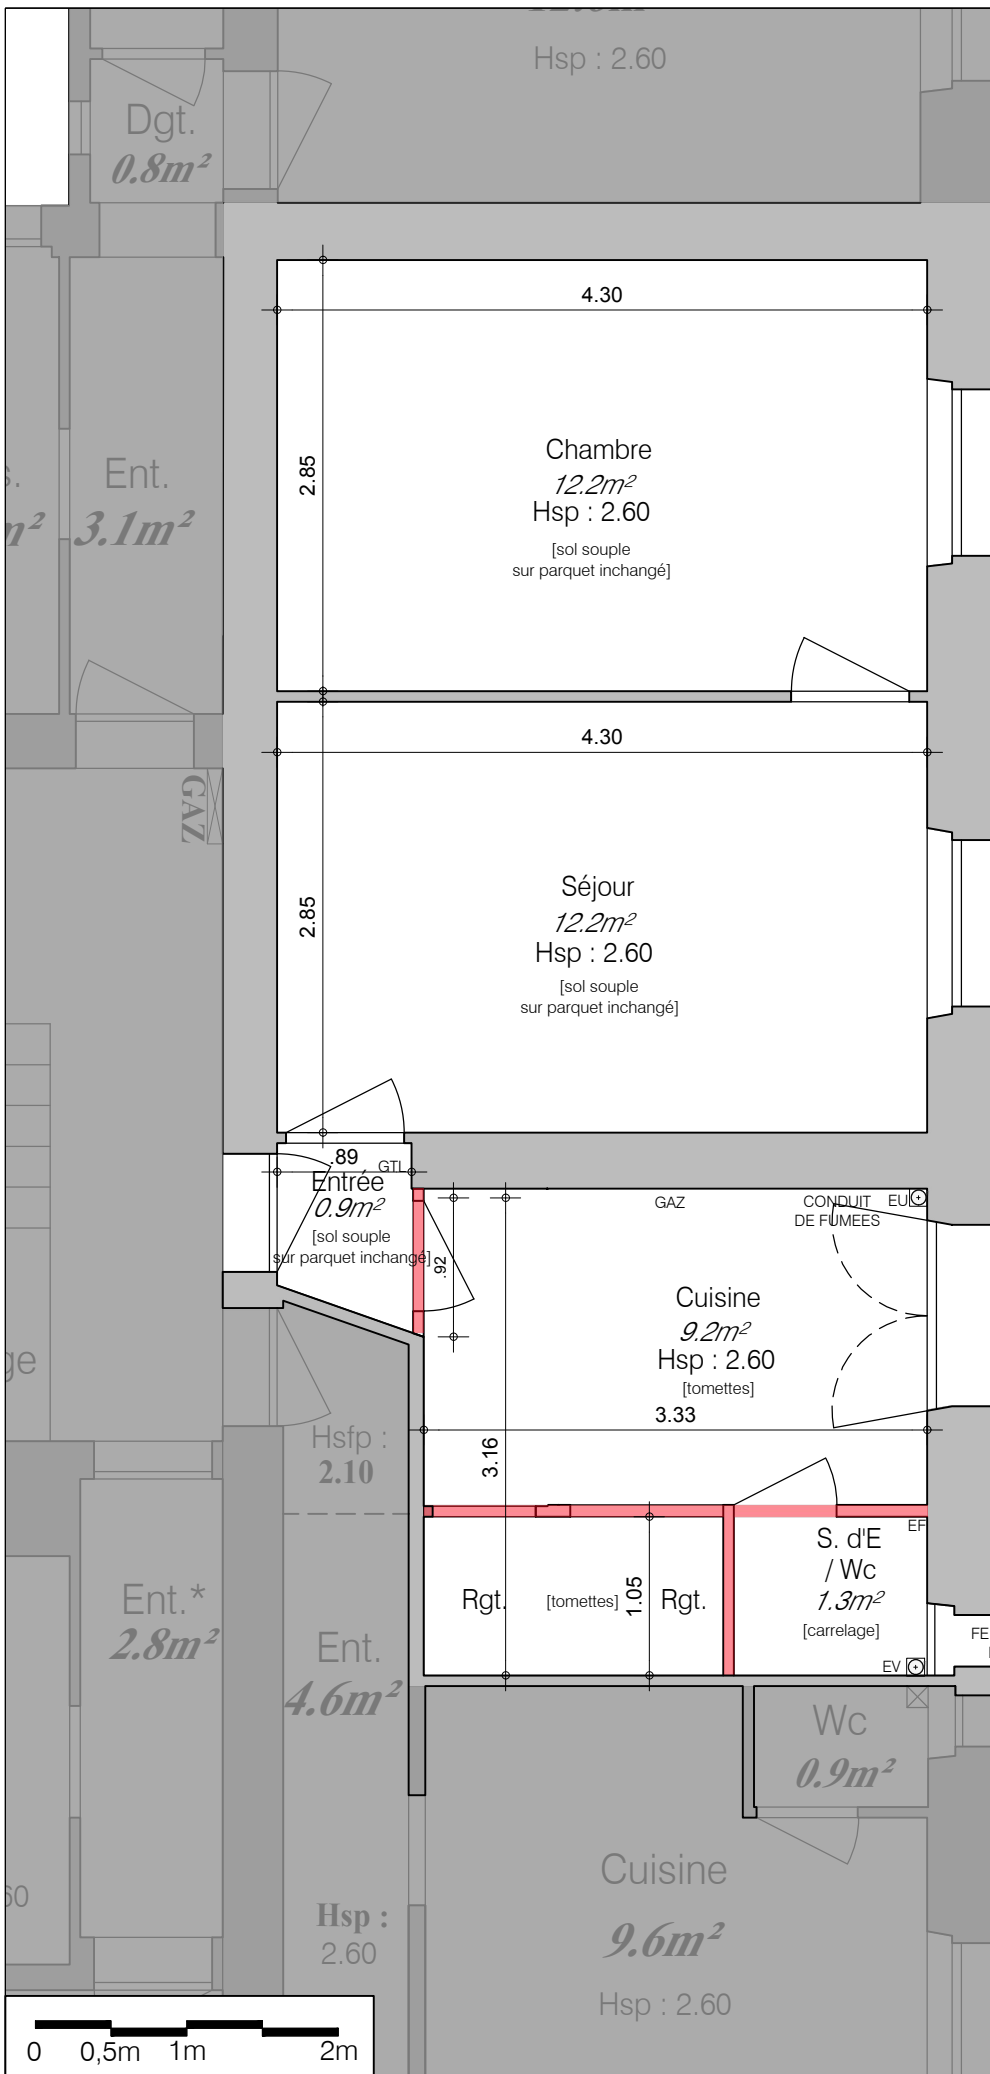 Hsp : 2.60
Dgt.
0.8m²
4.30
Chambre
12.2m²
Hsp : 2.60
[sol souple
sur parquet inchangé]
2.85
Ent.
3.1m²
4.30
GAZ
Séjour
12.2m²
Hsp : 2.60
[sol souple
sur parquet inchangé]
2.85
.89
GTL
Entrée
0.9m²
[sol souple
sur parquet inchangé]
.92
GAZ
CONDUIT
DE FUMEES
EU
Cuisine
9.2m²
Hsp : 2.60
[tomettes]
3.33
3.16
Hsfp :
2.10
EF
S. d'E
/ Wc
1.3m²
[carrelage]
Rgt.
[tomettes]
1.05
Rgt.
EV
FE
Ent.*
2.8m²
Ent.
4.6m²
Wc
0.9m²
Cuisine
9.6m²
Hsp : 2.60
Hsp :
2.60
0 0,5m 1m 2m